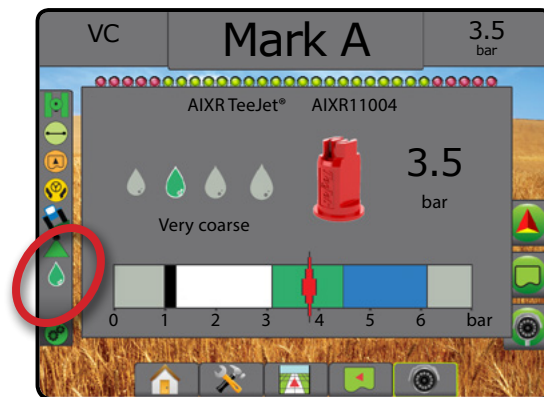 VC
Mark A
3.5
bar
AIXR TeeJet® AIXR11004
3.5
bar
Very coarse
0 1 2 3 4 5 6 bar